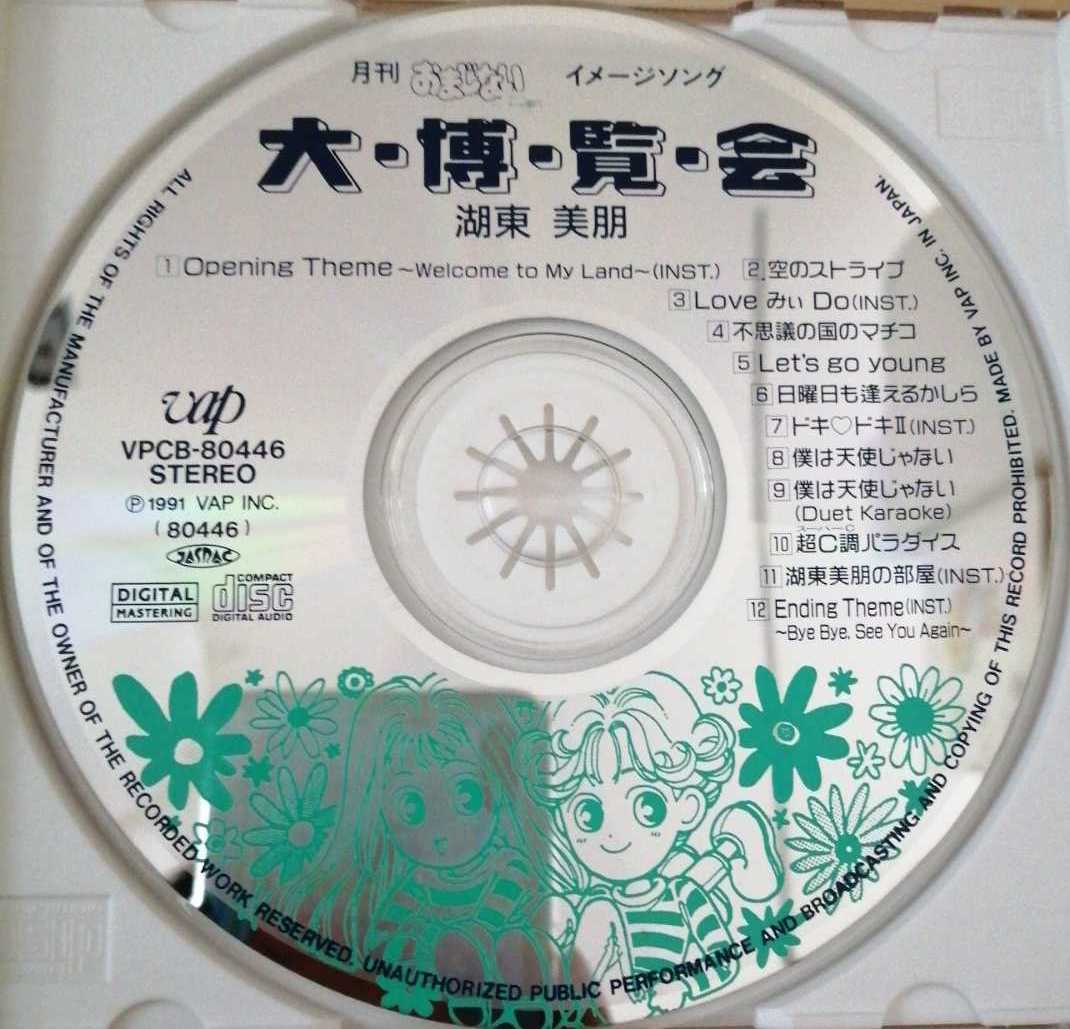 月刊 おまじない イメージソング
大・博・覧・会
湖東 美朋
1 Opening Theme ~Welcome to My Land~(INST.) 2 空のストライプ
3 Love みぃ Do(INST.)
4 不思議の国のマチコ
5 Let's go young
6 日曜日も逢えるかしら
7 ドキ♡ドキⅡ(INST.)
8 僕は天使じゃない
9 僕は天使じゃない
(Duet Karaoke)
スーパーC
10 超C調パラダイス
11 湖東美朋の部屋(INST.)
12 Ending Theme(INST.)
~Bye Bye, See You Again~
vap
VPCB-80446
STEREO
Ⓟ1991 VAP INC.
(80446)
JASRAC
DIGITAL
MASTERING
COMPACT
disc
DIGITAL AUDIO
ALL RIGHTS OF THE MANUFACTURER AND OF THE OWNER OF THE RECORDED WORK RESERVED. UNAUTHORIZED PUBLIC PERFORMANCE AND BROADCASTING AND COPYING OF THIS RECORD PROHIBITED. MADE BY VAP INC. IN JAPAN.